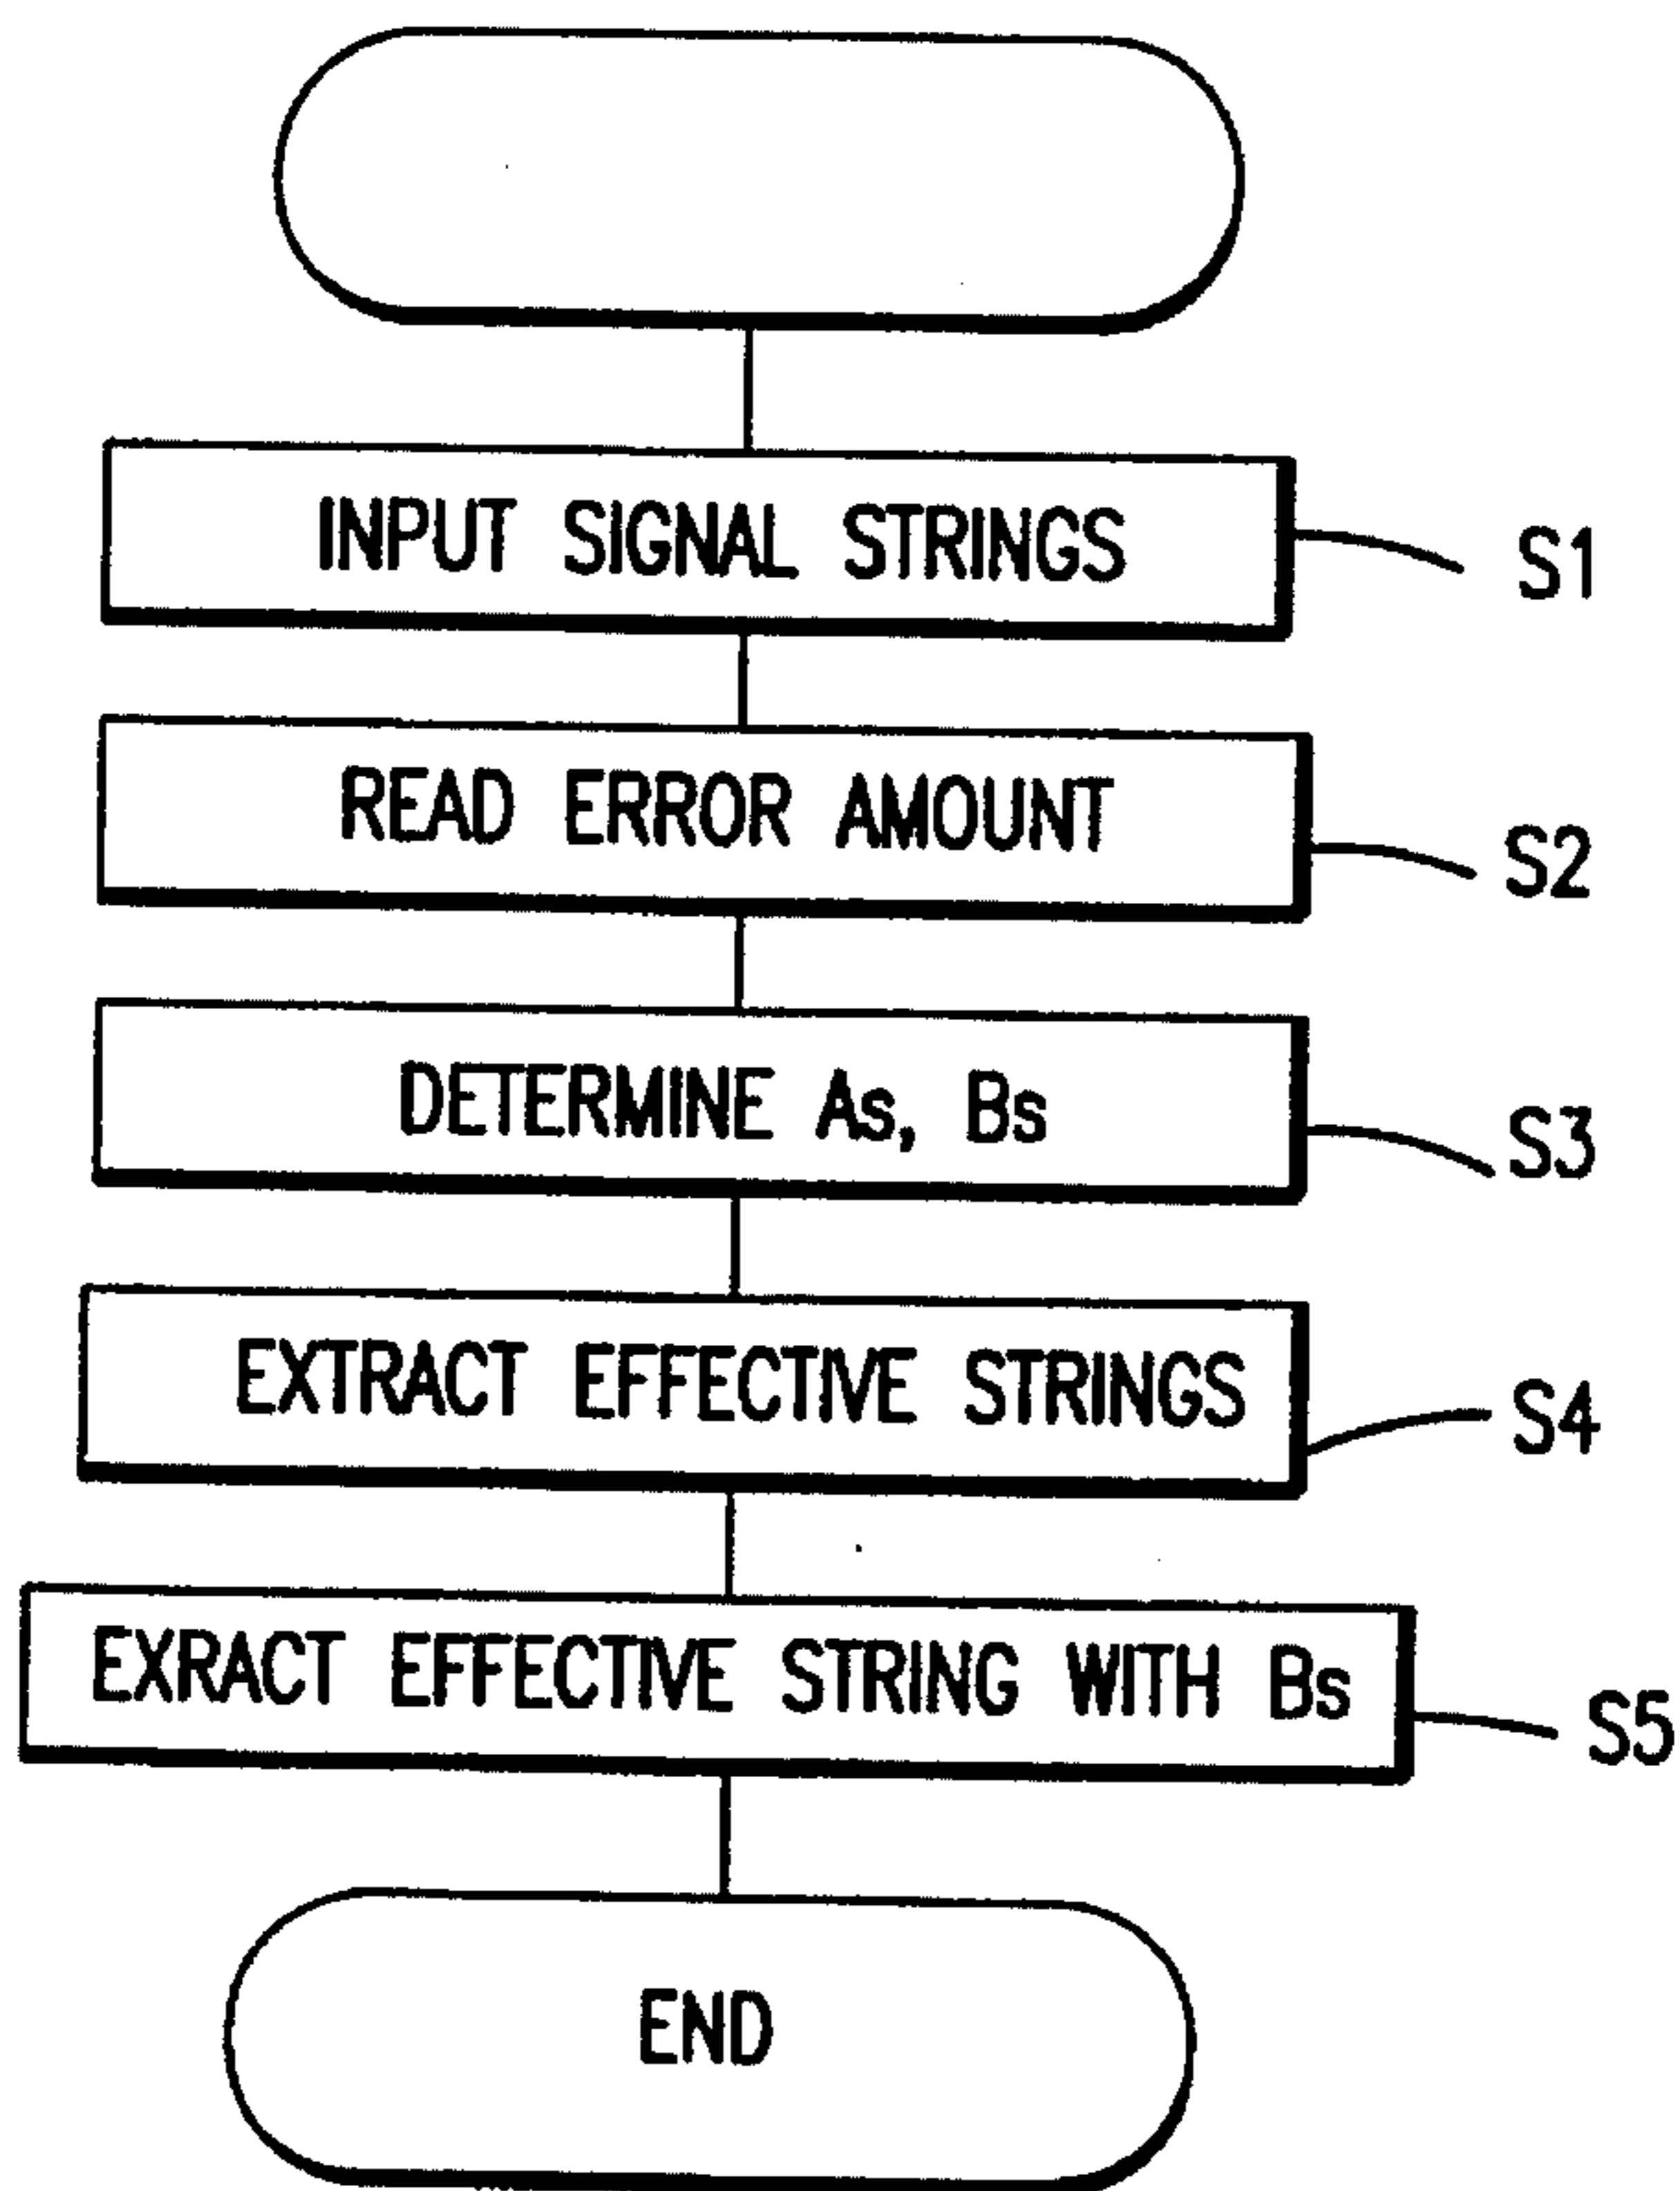 INPUT SIGNAL STRINGS
S1
READ ERROR AMOUNT
S2
DETERMINE As, Bs
S3
EXTRACT EFFECTIVE STRINGS
S4
EXRACT EFFECTIVE STRING WITH Bs
S5
END